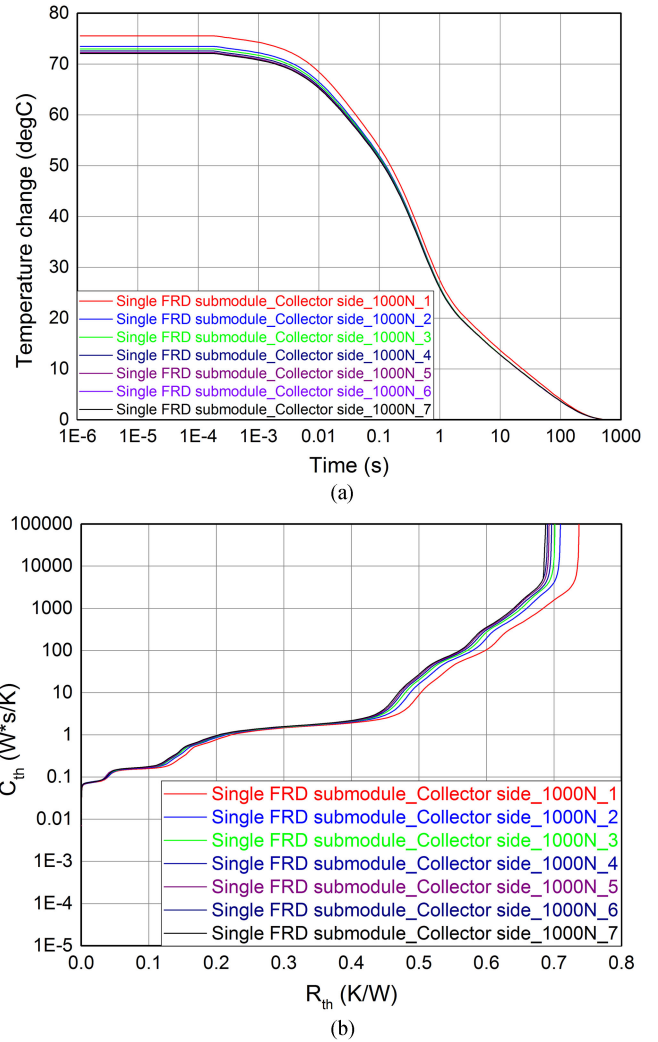 80
70
60
50
40
30
20
10
0
Temperature change (degC)
Single FRD submodule_Collector side_1000N_1
Single FRD submodule_Collector side_1000N_2
Single FRD submodule_Collector side_1000N_3
Single FRD submodule_Collector side_1000N_4
Single FRD submodule_Collector side_1000N_5
Single FRD submodule_Collector side_1000N_6
Single FRD submodule_Collector side_1000N_7
1E-6 1E-5 1E-4 1E-3 0.01 0.1 1 10 100 1000
Time (s)
(a)
100000
10000
1000
100
10
1
0.1
0.01
1E-3
1E-4
1E-5
C_th (W*s/K)
Single FRD submodule_Collector side_1000N_1
Single FRD submodule_Collector side_1000N_2
Single FRD submodule_Collector side_1000N_3
Single FRD submodule_Collector side_1000N_4
Single FRD submodule_Collector side_1000N_5
Single FRD submodule_Collector side_1000N_6
Single FRD submodule_Collector side_1000N_7
0.0 0.1 0.2 0.3 0.4 0.5 0.6 0.7 0.8
R_th (K/W)
(b)